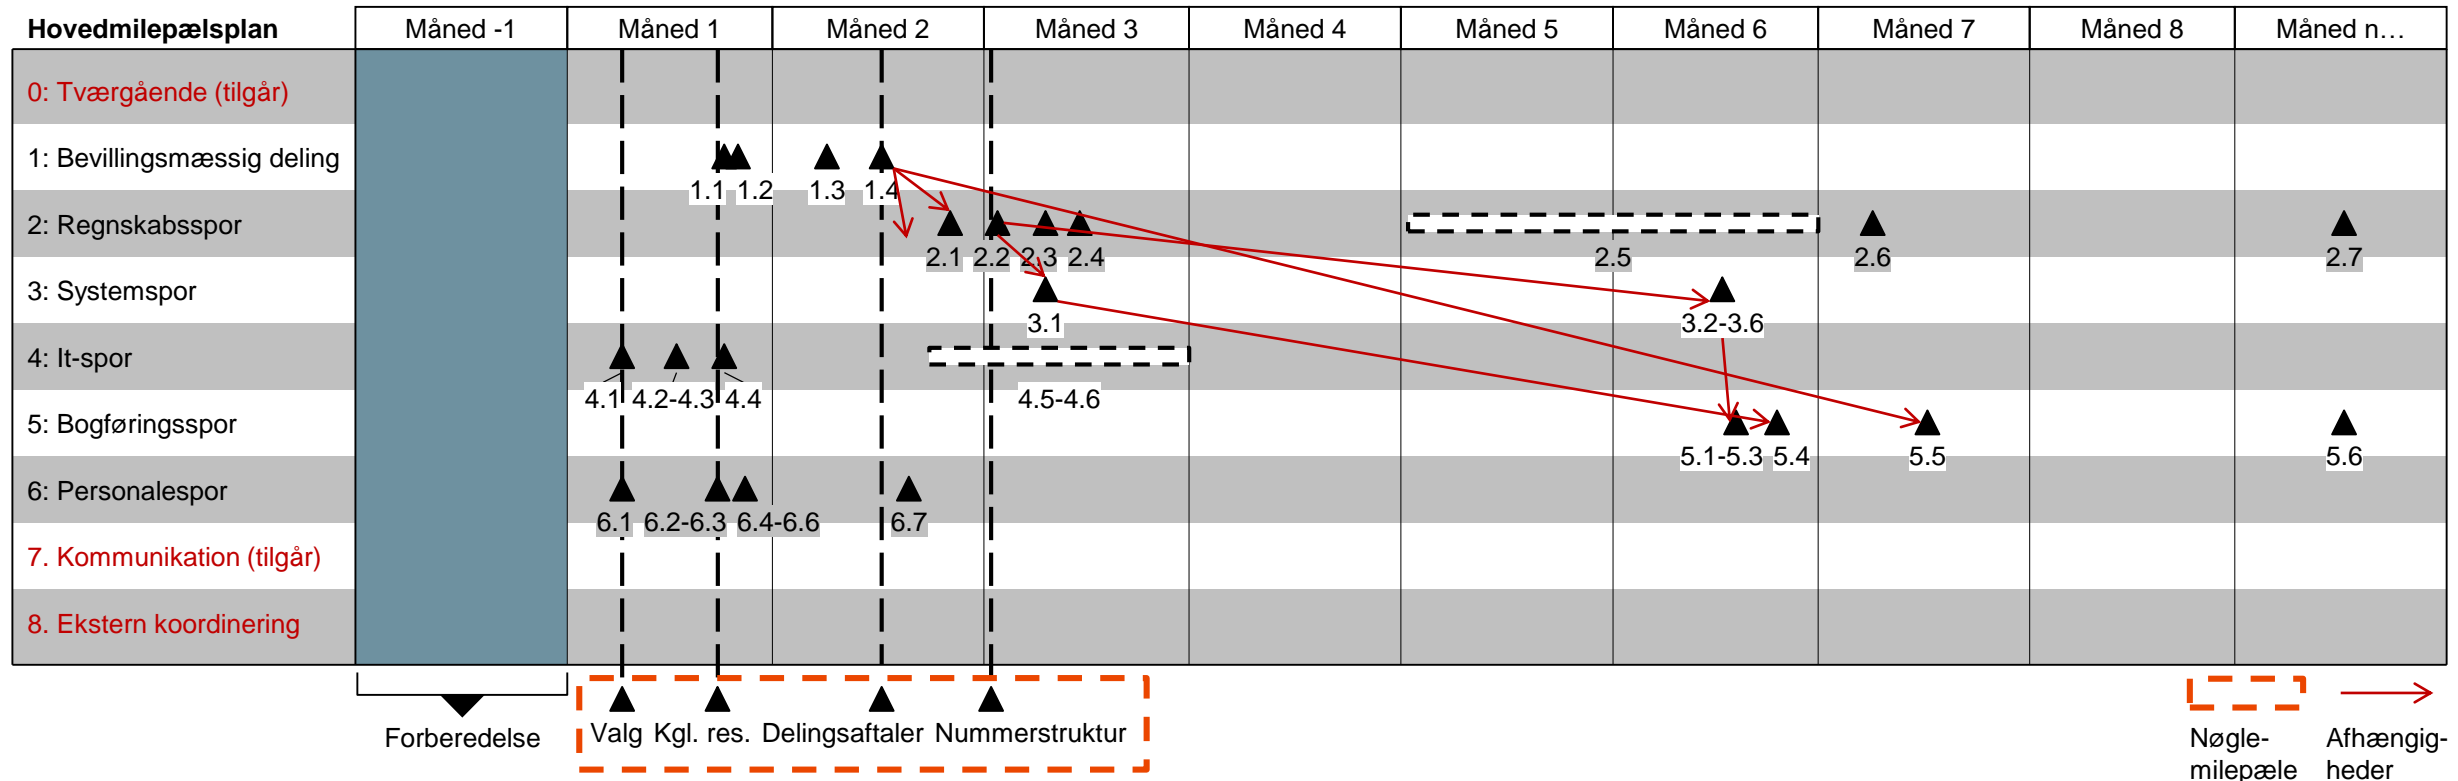 Hovedmilepælsplan
Måned -1
Måned 1
Måned 2
Måned 3
Måned 4
Måned 5
Måned 6
Måned 7
Måned 8
Måned n…
0: Tværgående (tilgår)
1: Bevillingsmæssig deling
1.1
1.2
1.3
1.4
2: Regnskabsspor
2.1
2.2
2.3
2.4
2.5
2.6
2.7
3: Systemspor
3.1
3.2-3.6
4: It-spor
4.1
4.2-4.3
4.4
4.5-4.6
5: Bogføringsspor
5.1-5.3
5.4
5.5
5.6
6: Personalespor
6.1
6.2-6.3
6.4-6.6
6.7
7. Kommunikation (tilgår)
8. Ekstern koordinering
Forberedelse
Valg
Kgl. res.
Delingsaftaler
Nummerstruktur
Nøgle-
milepæle
Afhængig-
heder